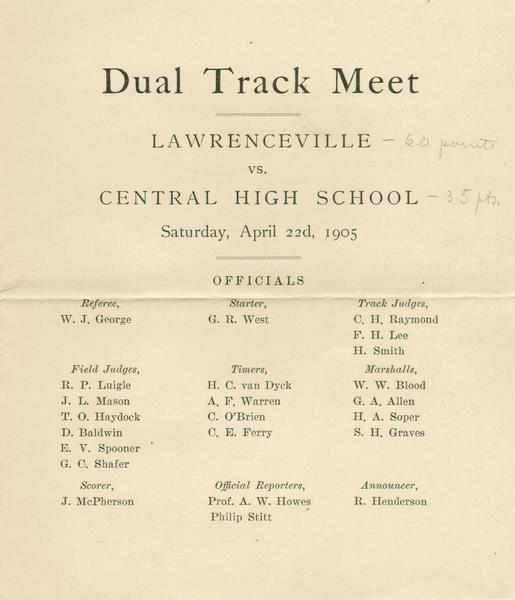 Dual Track Meet
LAWRENCEVILLE – 60 points
vs.
CENTRAL HIGH SCHOOL – 35 pts.
Saturday, April 22d, 1905
OFFICIALS
Referee,
W. J. George
Starter,
G. R. West
Track Judges,
C. H. Raymond
F. H. Lee
H. Smith
Field Judges,
R. P. Luigle
J. L. Mason
T. O. Haydock
D. Baldwin
E. V. Spooner
G. C. Shafer
Timers,
H. C. van Dyck
A. F. Warren
C. O'Brien
C. E. Ferry
Marshalls,
W. W. Blood
G. A. Allen
H. A. Soper
S. H. Graves
Scorer,
J. McPherson
Official Reporters,
Prof. A. W. Howes
Philip Stitt
Announcer,
R. Henderson